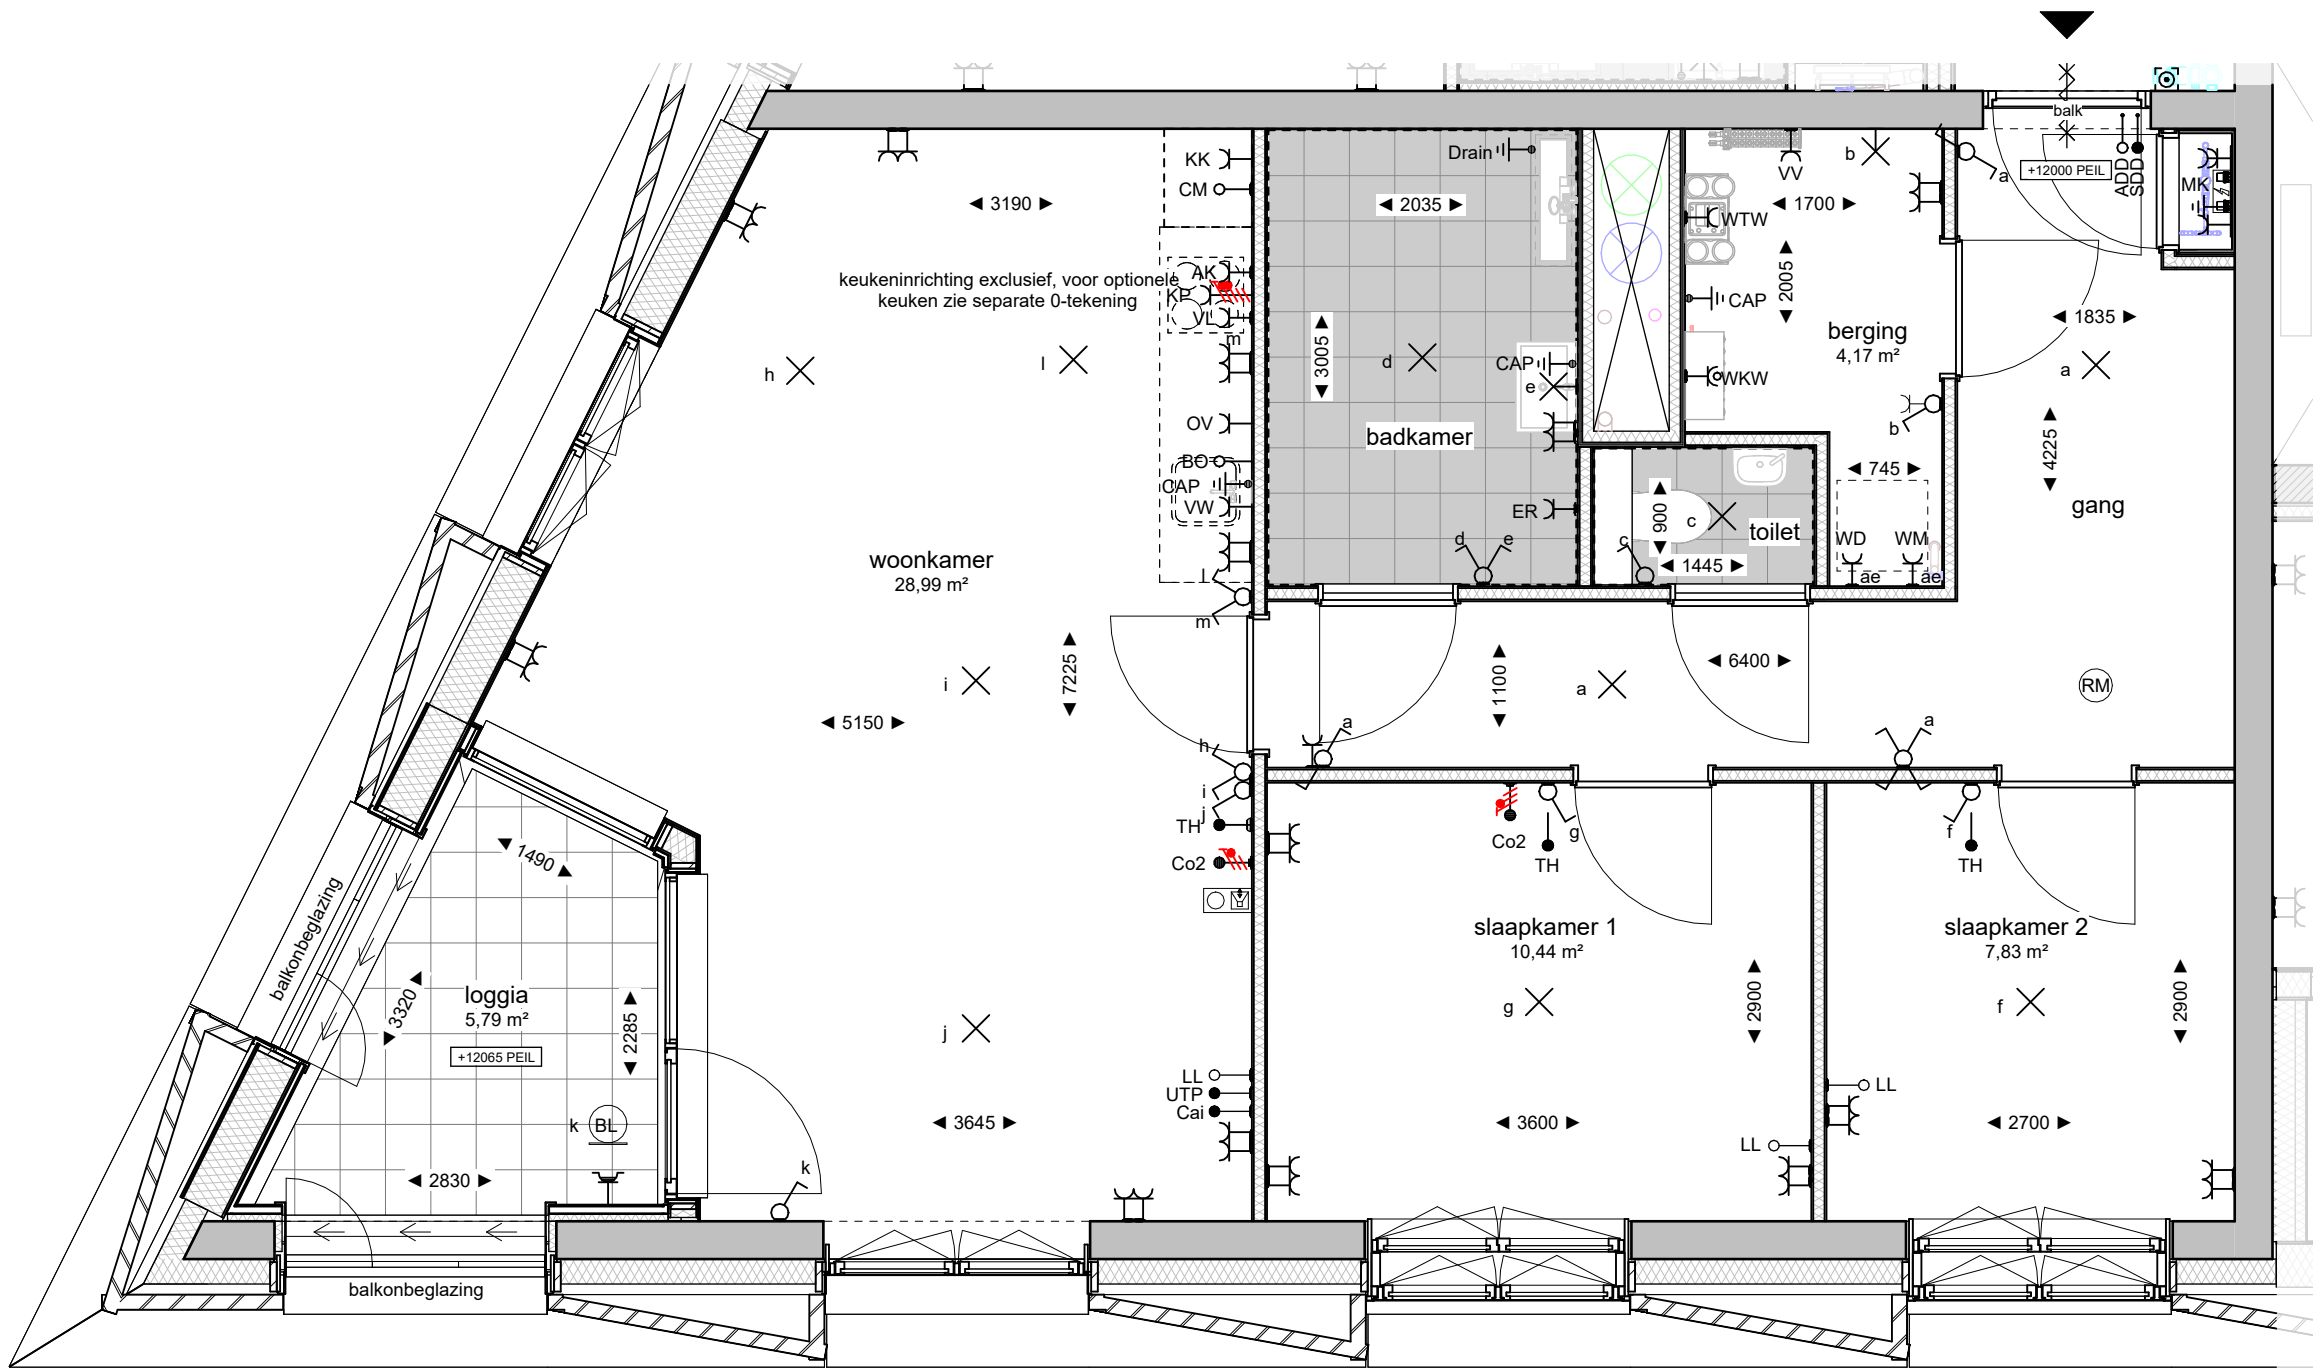 balk
+12000 PEIL
ADD
SDD
MK
a
b
VV
Drain
KK
CM
3190
2035
1700
WTW
2005
CAP
WKW
berging
4,17 m²
1835
a
keukeninrichting exclusief, voor optionele
keuken zie separate 0-tekening
AK
KP
VL
m
h
l
3005
d
CAP
e
badkamer
b
4225
gang
OV
BO
CAP
VW
ER
d
e
c
900
c
toilet
1445
745
WD
WM
ae
ae
woonkamer
28,99 m²
l
m
i
7225
5150
1100
a
6400
RM
a
a
h
i
j
TH
Co2
Co2
TH
g
f
TH
1490
balkonbeglazing
3320
loggia
5,79 m²
+12065 PEIL
2285
slaapkamer 1
10,44 m²
slaapkamer 2
7,83 m²
g
2900
f
2900
j
LL
UTP
Cai
k
BL
3645
3600
2700
LL
LL
2830
k
balkonbeglazing